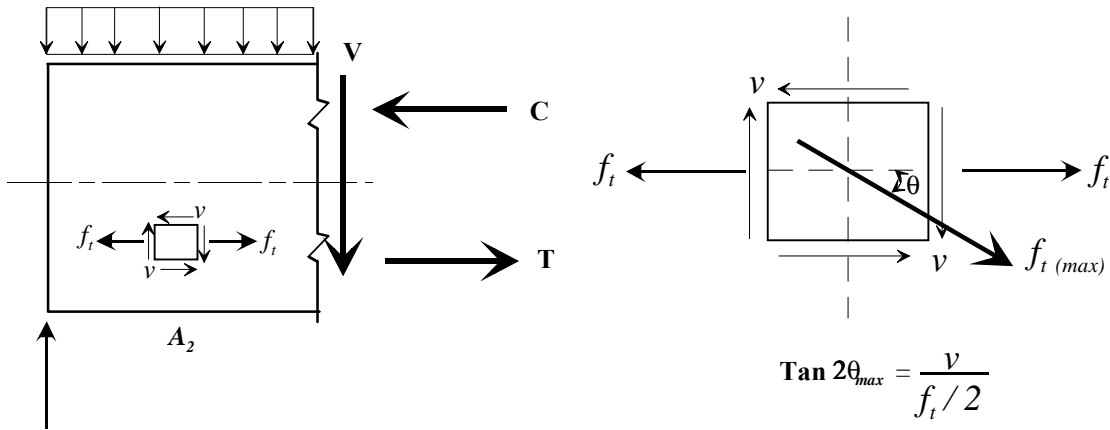 V
C
v
f_t
f_t
v
T
A_2
v
f_t
f_t
θ
v
f_t (max)
Tan 2θ_max = v / f_t / 2